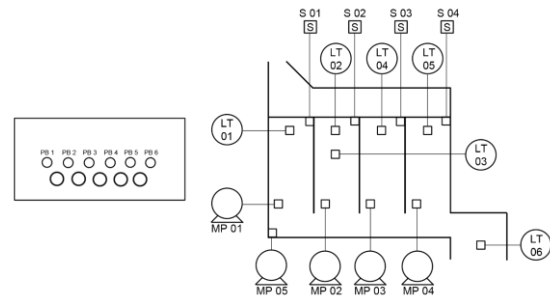 S 01 S 02 S 03 S 04
S S S S
LT
02
LT
04
LT
05
LT
01
LT
03
PB 1 PB 2 PB 3 PB 4 PB 5 PB 6
MP 01
LT
06
MP 05 MP 02 MP 03 MP 04